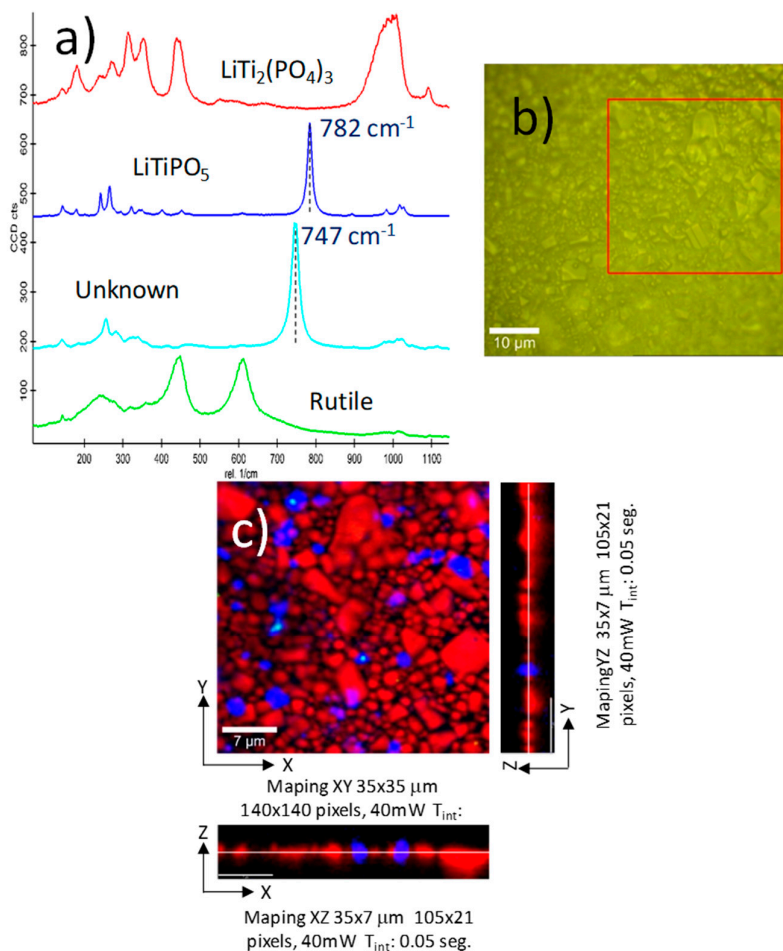 a)
LiTi2(PO4)3
782 cm-1
LiTiPO5
747 cm-1
Unknown
Rutile
CCD cts
800
700
600
500
400
300
200
100
200 300 400 500 600 700 800 900 1000 1100
rel. 1/cm
b)
10 µm
c)
7 µm
Y
X
Maping XY 35x35 µm
140x140 pixels, 40mW Tint:
Z
Y
MapingYZ 35x7 µm 105x21
pixels, 40mW Tint: 0.05 seg.
Z
X
Maping XZ 35x7 µm 105x21
pixels, 40mW Tint: 0.05 seg.